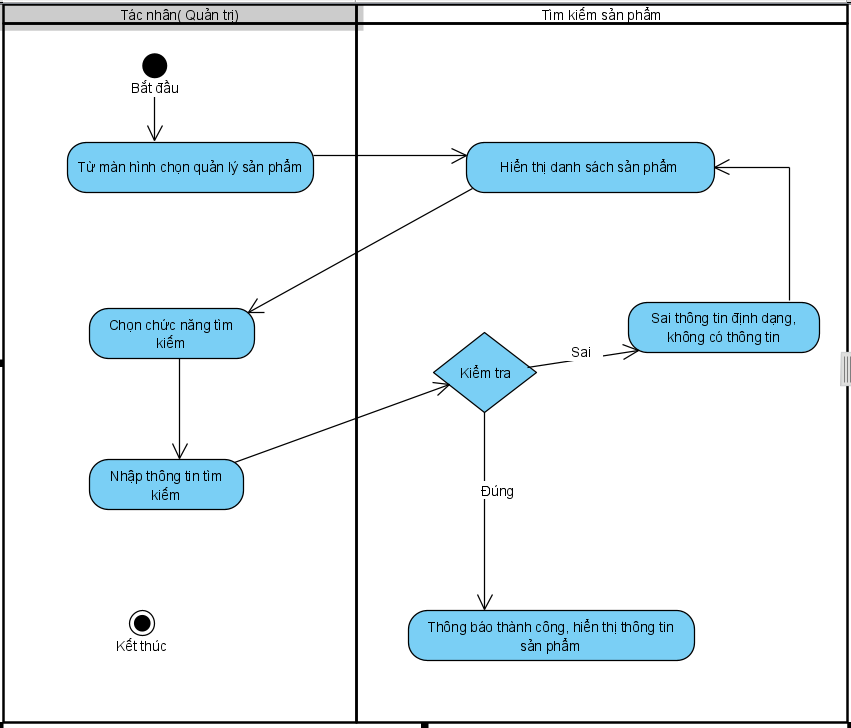 Tác nhân( Quản trị)
Tìm kiếm sản phẩm
Bắt đầu
Từ màn hình chọn quản lý sản phẩm
Hiển thị danh sách sản phẩm
Chọn chức năng tìm
kiếm
Sai thông tin định dạng,
không có thông tin
Sai
Kiểm tra
Nhập thông tin tìm
kiếm
Đúng
Thông báo thành công, hiển thị thông tin
sản phẩm
Kết thúc